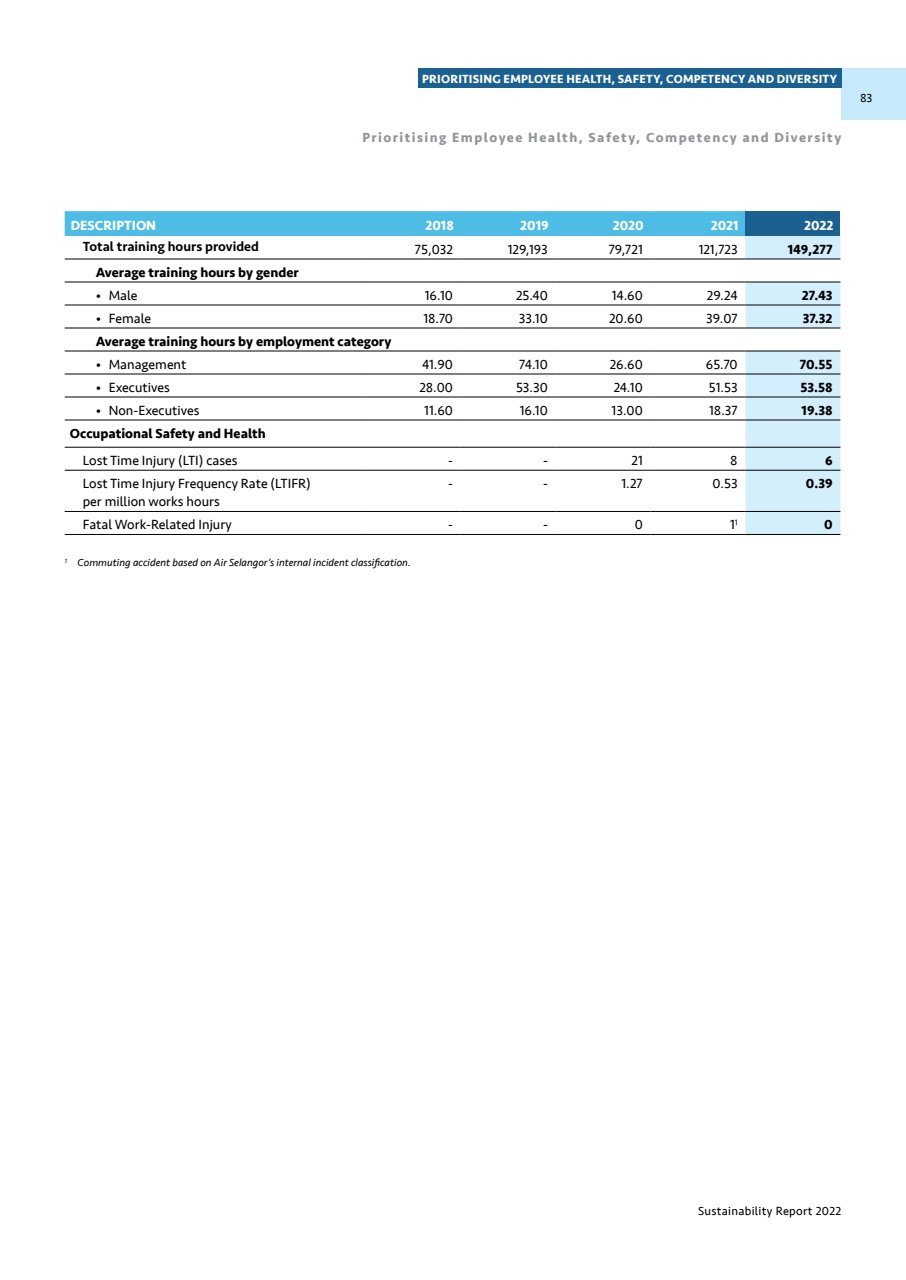 PRIORITISING EMPLOYEE HEALTH, SAFETY, COMPETENCY AND DIVERSITY
83
Prioritising Employee Health, Safety, Competency and Diversity
DESCRIPTION 2018 2019 2020 2021 2022
Total training hours provided 75,032 129,193 79,721 121,723 149,277
Average training hours by gender
• Male 16.10 25.40 14.60 29.24 27.43
• Female 18.70 33.10 20.60 39.07 37.32
Average training hours by employment category
• Management 41.90 74.10 26.60 65.70 70.55
• Executives 28.00 53.30 24.10 51.53 53.58
• Non-Executives 11.60 16.10 13.00 18.37 19.38
Occupational Safety and Health
Lost Time Injury (LTI) cases - - 21 8 6
Lost Time Injury Frequency Rate (LTIFR) - - 1.27 0.53 0.39
per million works hours
Fatal Work-Related Injury - - 0 1¹ 0
¹ Commuting accident based on Air Selangor's internal incident classification.
Sustainability Report 2022